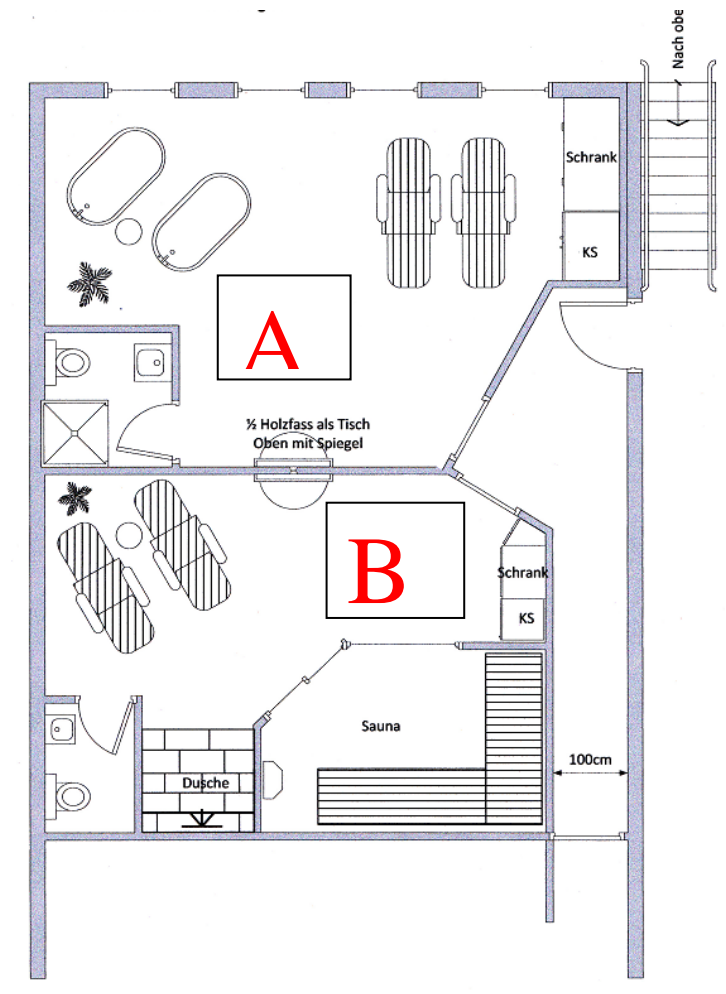 Nach obe
Schrank
KS
A
½ Holzfass als Tisch
Oben mit Spiegel
B
Schrank
KS
Sauna
100cm
Dusche